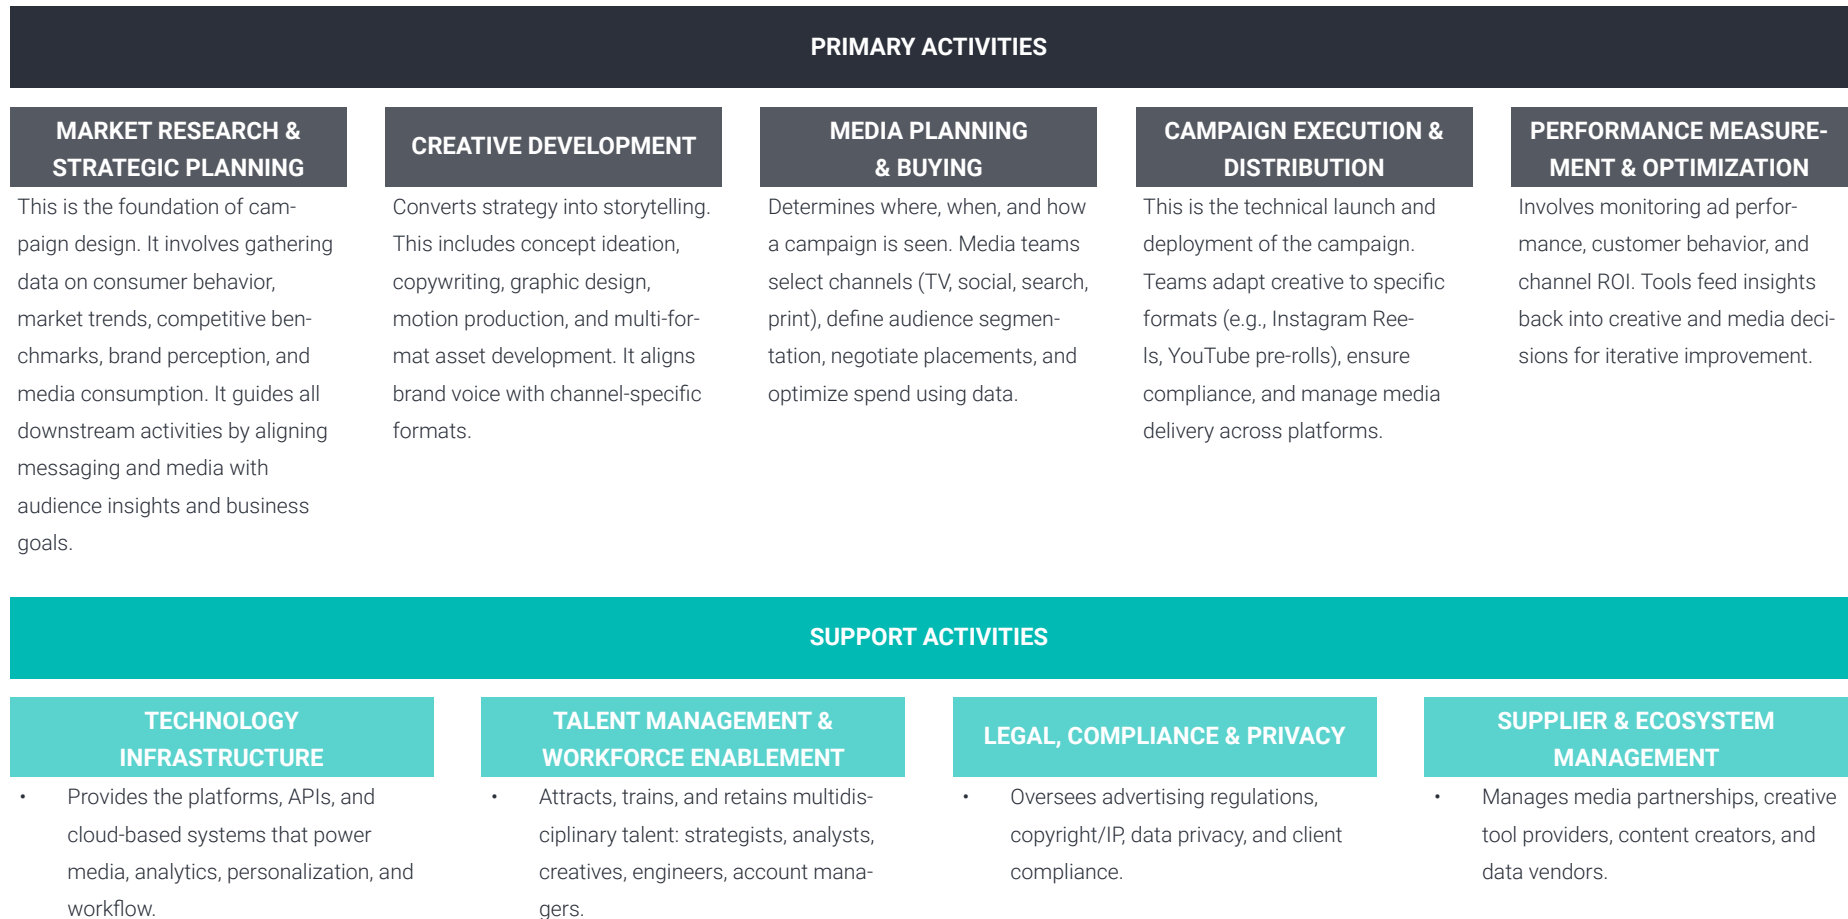 PRIMARY ACTIVITIES
MARKET RESEARCH &
STRATEGIC PLANNING
This is the foundation of cam-
paign design. It involves gathering
data on consumer behavior,
market trends, competitive ben-
chmarks, brand perception, and
media consumption. It guides all
downstream activities by aligning
messaging and media with
audience insights and business
goals.
CREATIVE DEVELOPMENT
Converts strategy into storytelling.
This includes concept ideation,
copywriting, graphic design,
motion production, and multi-for-
mat asset development. It aligns
brand voice with channel-specific
formats.
MEDIA PLANNING
& BUYING
Determines where, when, and how
a campaign is seen. Media teams
select channels (TV, social, search,
print), define audience segmen-
tation, negotiate placements, and
optimize spend using data.
CAMPAIGN EXECUTION &
DISTRIBUTION
This is the technical launch and
deployment of the campaign.
Teams adapt creative to specific
formats (e.g., Instagram Ree-
ls, YouTube pre-rolls), ensure
compliance, and manage media
delivery across platforms.
PERFORMANCE MEASURE-
MENT & OPTIMIZATION
Involves monitoring ad perfor-
mance, customer behavior, and
channel ROI. Tools feed insights
back into creative and media deci-
sions for iterative improvement.
SUPPORT ACTIVITIES
TECHNOLOGY
INFRASTRUCTURE
• Provides the platforms, APIs, and
cloud-based systems that power
media, analytics, personalization, and
workflow.
TALENT MANAGEMENT &
WORKFORCE ENABLEMENT
• Attracts, trains, and retains multidis-
ciplinary talent: strategists, analysts,
creatives, engineers, account mana-
gers.
LEGAL, COMPLIANCE & PRIVACY
• Oversees advertising regulations,
copyright/IP, data privacy, and client
compliance.
SUPPLIER & ECOSYSTEM
MANAGEMENT
• Manages media partnerships, creative
tool providers, content creators, and
data vendors.